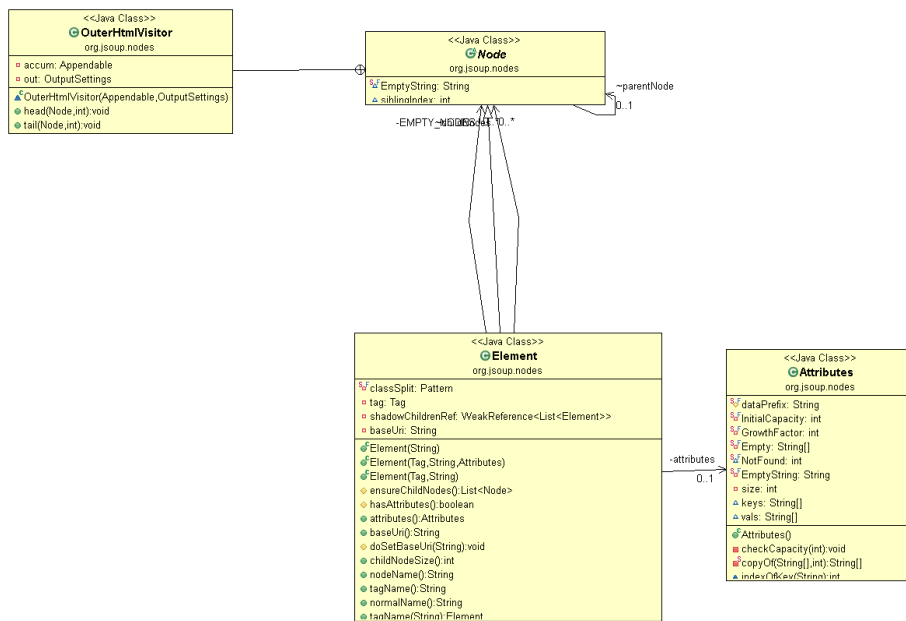 <<Java Class>>
OuterHtmlVisitor
org.jsoup.nodes
accum: Appendable
out: OutputSettings
OuterHtmlVisitor(Appendable,OutputSettings)
head(Node,int):void
tail(Node,int):void
<<Java Class>>
Node
org.jsoup.nodes
EmptyString: String
siblingIndex: int
~parentNode
0..1
0..*
<<Java Class>>
Element
org.jsoup.nodes
classSplit: Pattern
tag: Tag
shadowChildrenRef: WeakReference<List<Element>>
baseUri: String
Element(String)
Element(Tag,String,Attributes)
Element(Tag,String)
ensureChildNodes():List<Node>
hasAttributes():boolean
attributes():Attributes
baseUri():String
doSetBaseUri(String):void
childNodeSize():int
nodeName():String
tagName():String
normalName():String
tagName(String):Element
-attributes
0..1
<<Java Class>>
Attributes
org.jsoup.nodes
dataPrefix: String
InitialCapacity: int
GrowthFactor: int
Empty: String[]
NotFound: int
EmptyString: String
size: int
keys: String[]
vals: String[]
Attributes()
checkCapacity(int):void
copyOf(String[],int):String[]
indexOfKey(String):int